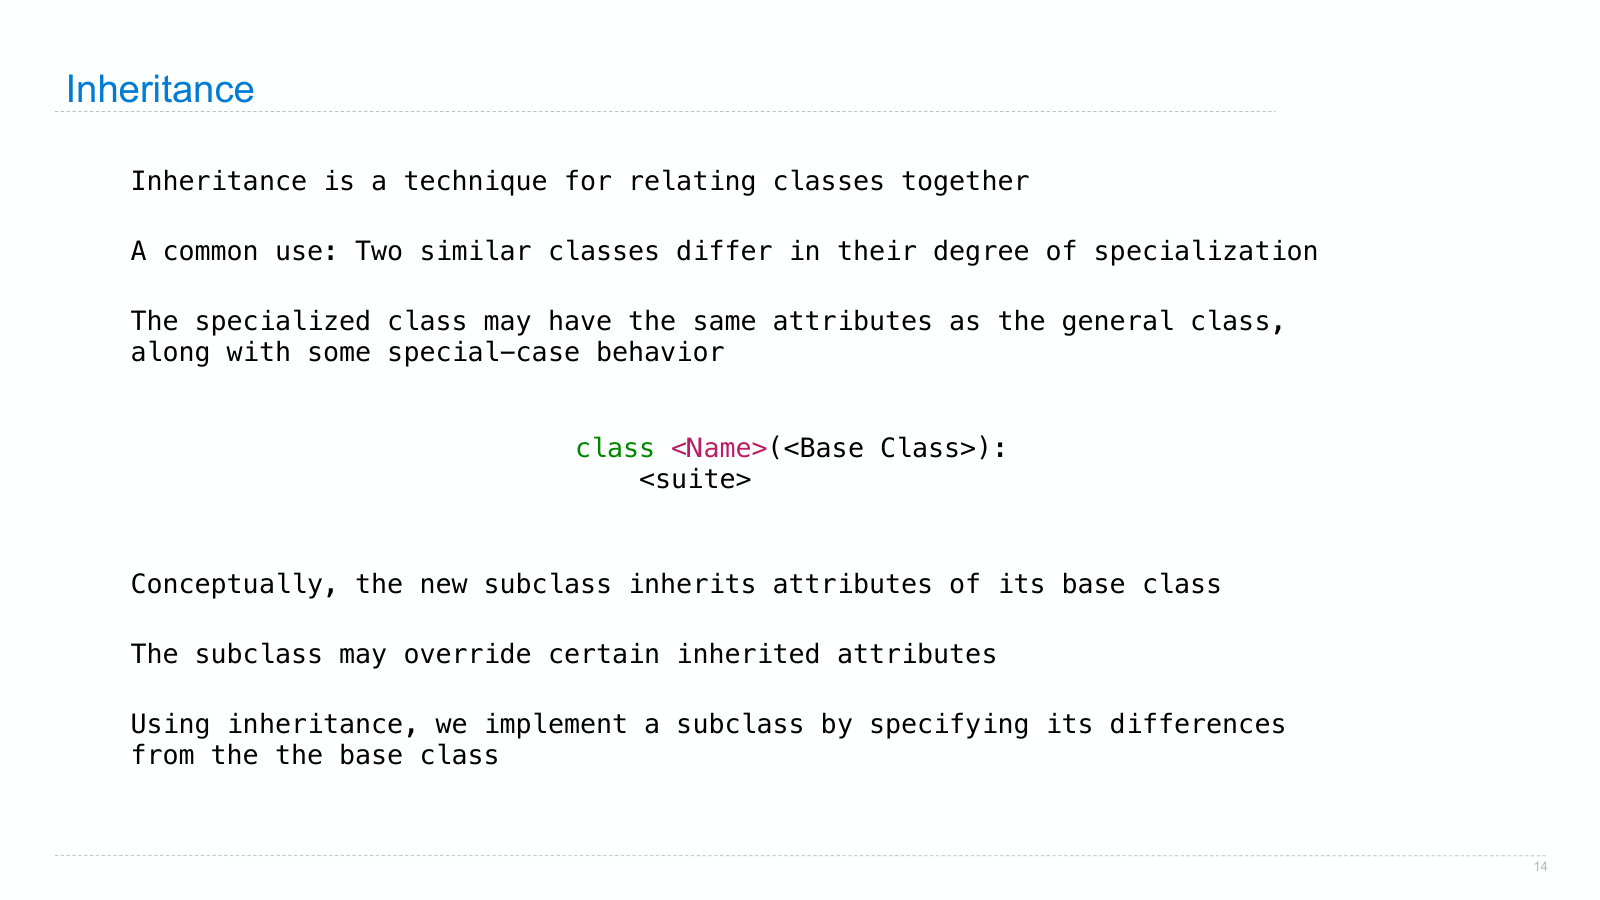 Inheritance
Inheritance is a technique for relating classes together
A common use: Two similar classes differ in their degree of specialization
The specialized class may have the same attributes as the general class,
along with some special–case behavior
class <Name>(<Base Class>):
    <suite>
Conceptually, the new subclass inherits attributes of its base class
The subclass may override certain inherited attributes
Using inheritance, we implement a subclass by specifying its differences
from the the base class
14